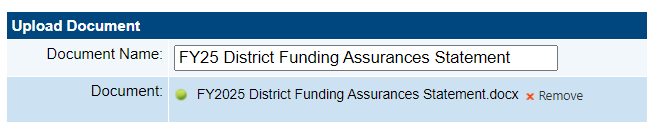 Upload Document
Document Name: FY25 District Funding Assurances Statement
Document: FY2025 District Funding Assurances Statement.docx Remove